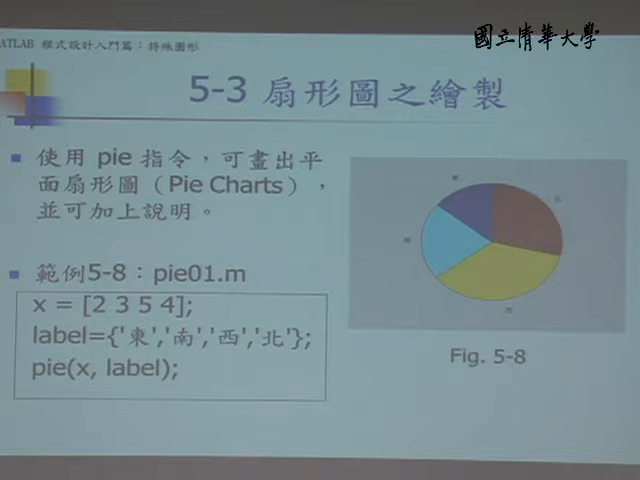 ATLAB 程式設計入門篇：特殊圖形
國立清華大學
5-3 扇形圖之繪製
使用 pie 指令，可畫出平
面扇形圖（Pie Charts），
並可加上說明。
範例5-8：pie01.m
x = [2 3 5 4];
label={'東','南','西','北'};
pie(x, label);
Fig. 5-8